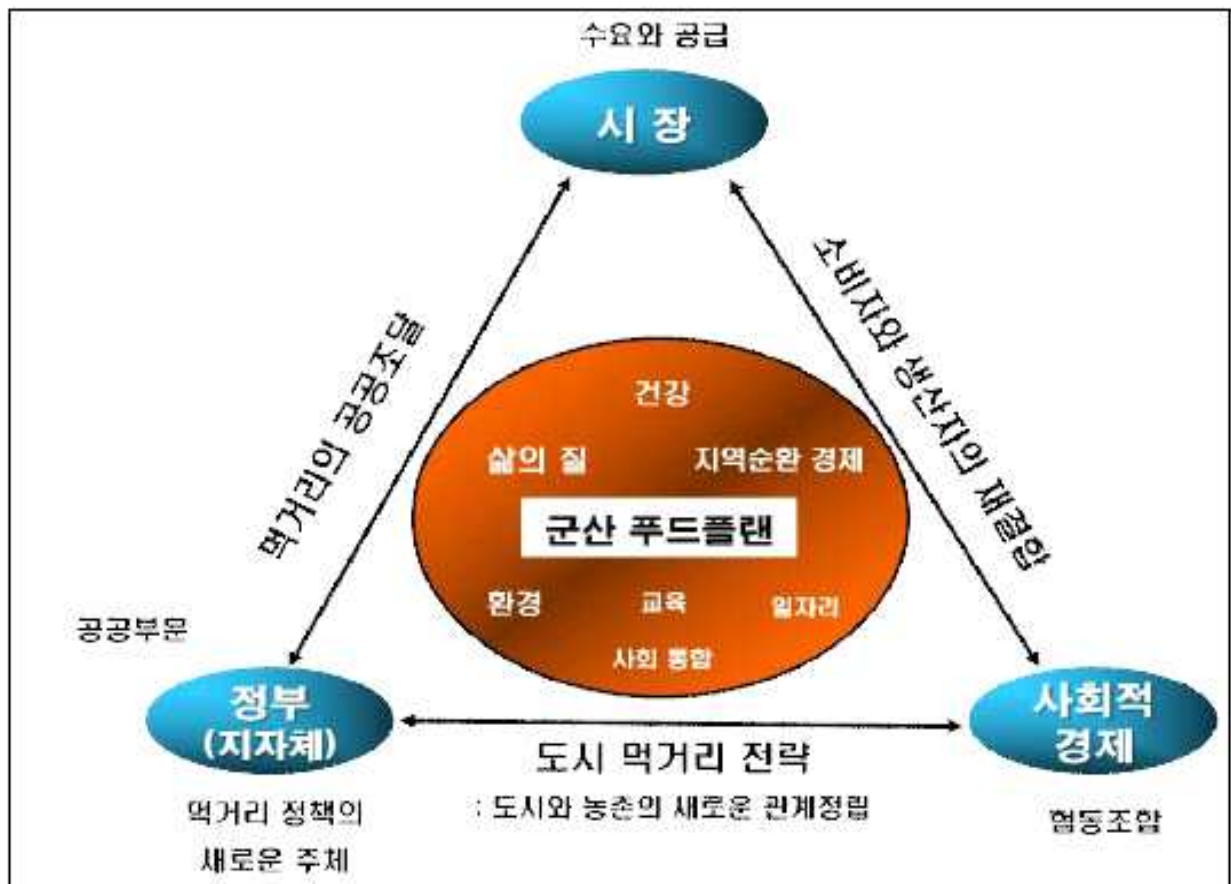 수요와 공급
시 장
먹거리의 공공조달
소비자와 생산자의 재결합
건강
삶의 질
지역순환 경제
군산 푸드플랜
환경
교육
일자리
사회 통합
공공부문
정부
(지자체)
먹거리 정책의
새로운 주체
도시 먹거리 전략
: 도시와 농촌의 새로운 관계정립
사회적
경제
협동조합